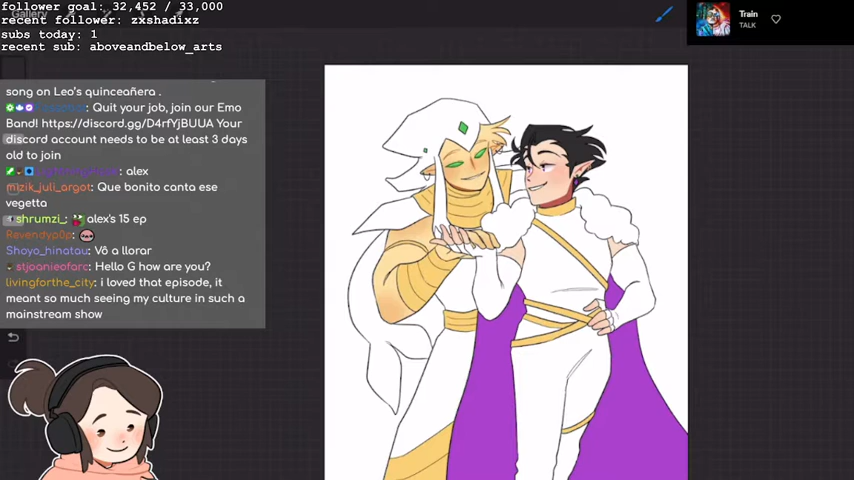 Gallery
follower goal: 32,452 / 33,000
recent follower: zxshadixz
subs today: 1
recent sub: aboveandbelow_arts
Train
TALK
song on Leo's quinceañera .
: Quit your job, join our Emo
Band! https://discord.gg/D4rfYjBUUA Your
discord account needs to be at least 3 days
old to join
: alex
mizik_juli_argot: Que bonito canta ese
vegetta
shrumzi_: alex's 15 ep
Revendyp0p:
Shoyo_hinatau: Vô a llorar
stjoanieofarc: Hello G how are you?
livingforthe_city: i loved that episode, it
meant so much seeing my culture in such a
mainstream show